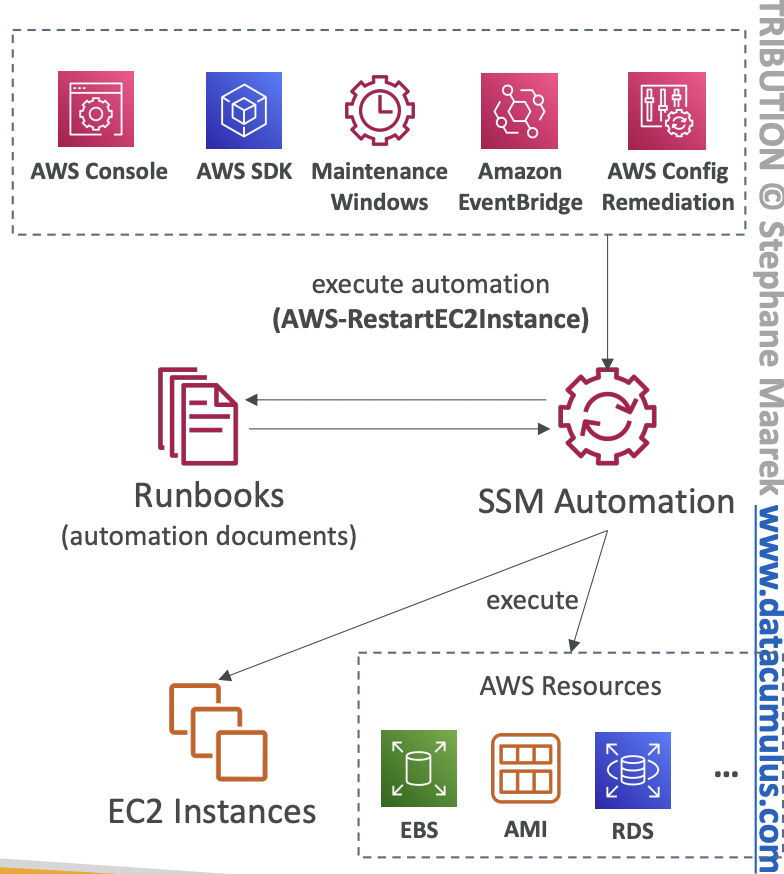 AWS Console
AWS SDK
Maintenance
Windows
Amazon
EventBridge
AWS Config
Remediation
execute automation
(AWS-RestartEC2Instance)
Runbooks
(automation documents)
SSM Automation
execute
EC2 Instances
AWS Resources
EBS
AMI
RDS
...
TRIBUTION © Stephane Maarek www.datacumulus.com